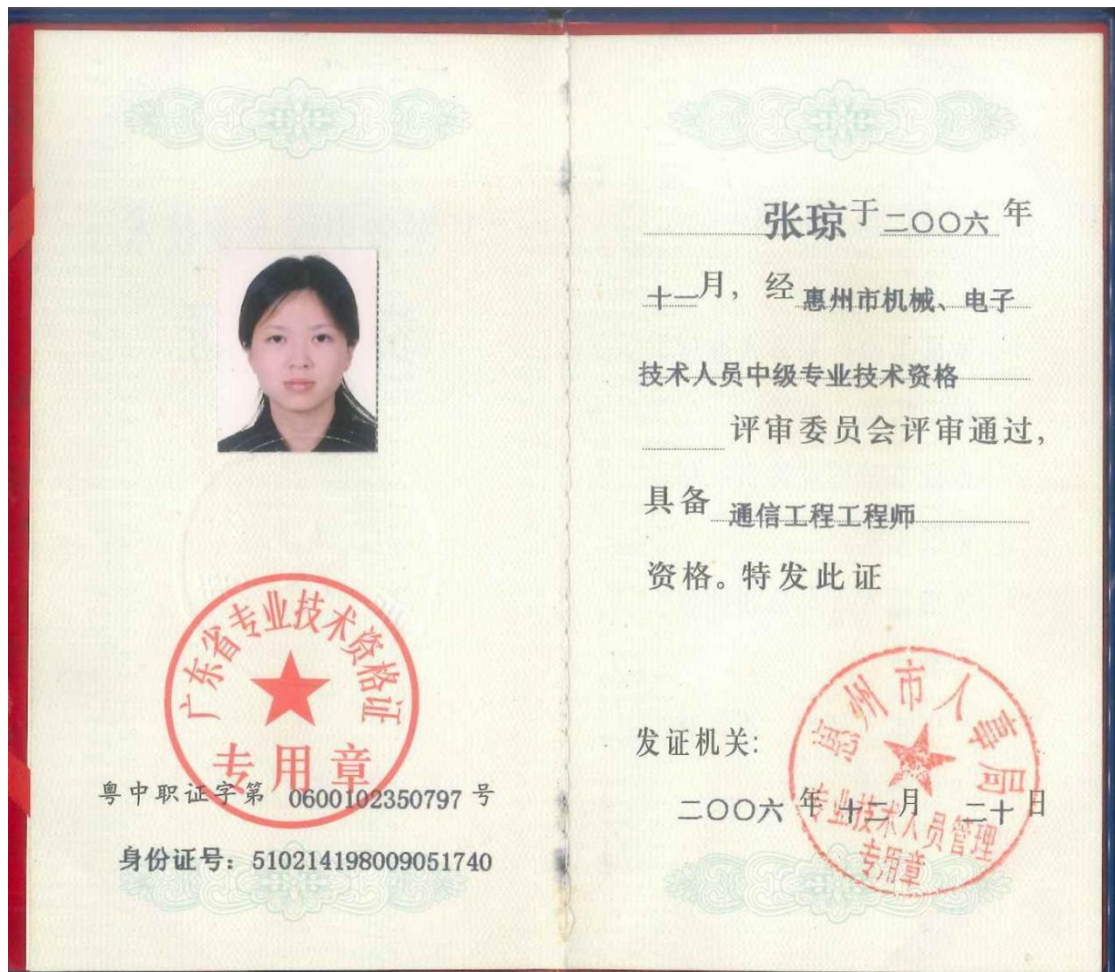 广东省专业技术资格证
专用章
粤中职证字第 0600102350797 号
身份证号：510214198009051740
张琼于二〇〇六年
十一月，经惠州市机械、电子
技术人员中级专业技术资格
评审委员会评审通过，
具备通信工程工程师
资格。特发此证
惠州市人事局
发证机关：
二〇〇六年十二月二十日
专业技术人员管理
专用章